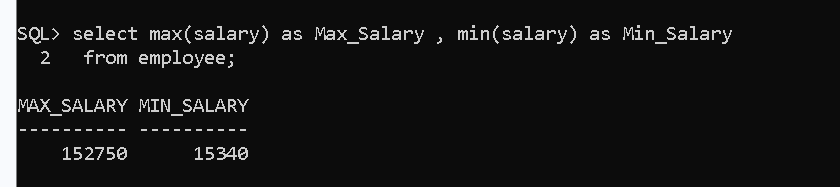 SQL> select max(salary) as Max_Salary , min(salary) as Min_Salary
  2   from employee;
MAX_SALARY MIN_SALARY
---------- ----------
    152750      15340